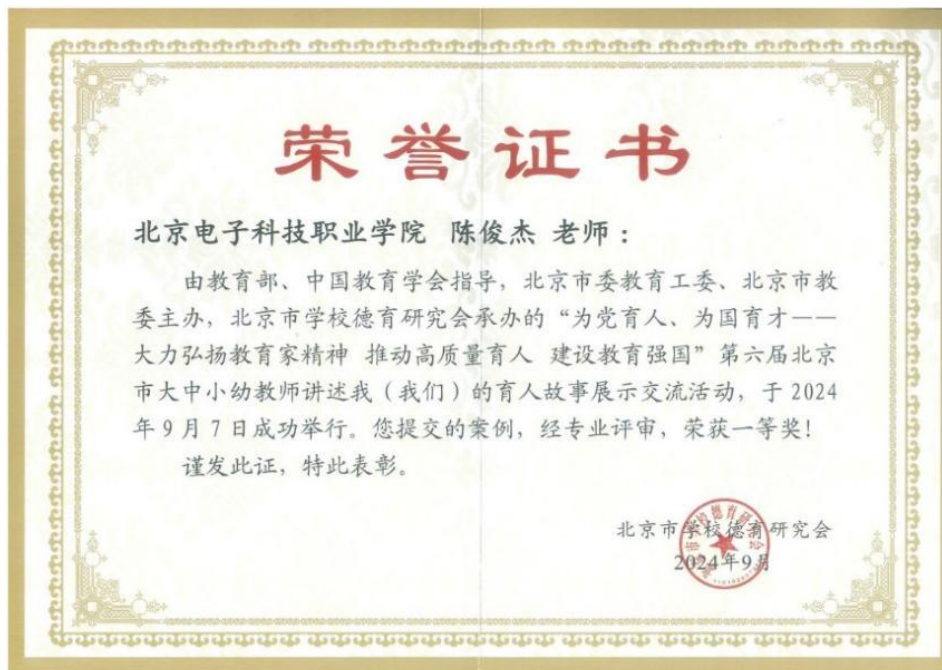 荣誉证书
北京电子科技职业学院 陈俊杰 老师：
由教育部、中国教育学会指导，北京市委教育工委、北京市教
委主办，北京市学校德育研究会承办的“为党育人、为国育才——
大力弘扬教育家精神 推动高质量育人 建设教育强国”第六届北京
市大中小幼教师讲述我（我们）的育人故事展示交流活动，于 2024
年 9 月 7 日成功举行。您提交的案例，经专业评审，荣获一等奖！
谨发此证，特此表彰。
北京市学校德育研究会
2024年9月